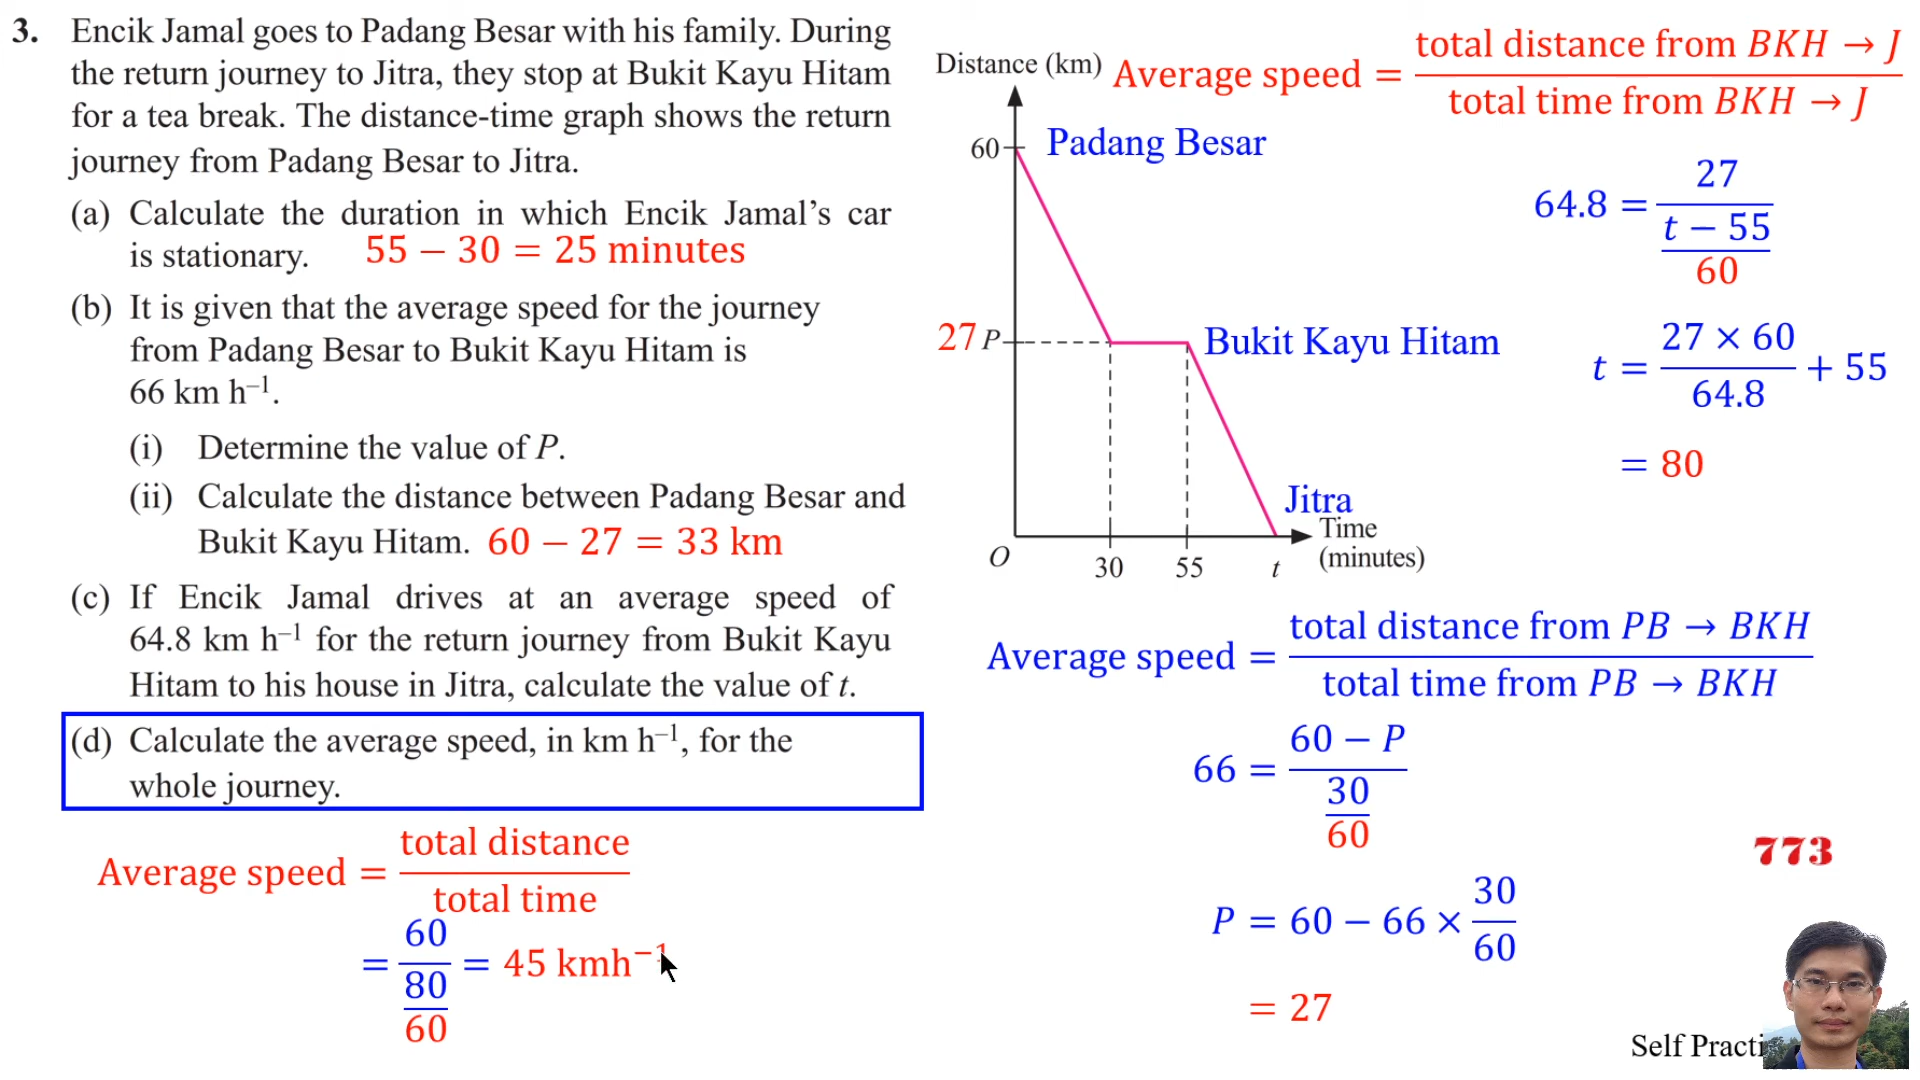 3. Encik Jamal goes to Padang Besar with his family. During
the return journey to Jitra, they stop at Bukit Kayu Hitam
for a tea break. The distance-time graph shows the return
journey from Padang Besar to Jitra.
(a) Calculate the duration in which Encik Jamal’s car
is stationary. 55 − 30 = 25 minutes
(b) It is given that the average speed for the journey
from Padang Besar to Bukit Kayu Hitam is
66 km h⁻¹.
(i) Determine the value of P.
(ii) Calculate the distance between Padang Besar and
Bukit Kayu Hitam. 60 − 27 = 33 km
(c) If Encik Jamal drives at an average speed of
64.8 km h⁻¹ for the return journey from Bukit Kayu
Hitam to his house in Jitra, calculate the value of t.
(d) Calculate the average speed, in km h⁻¹, for the
whole journey.
Average speed =
total distance
total time
=
60
80
60
= 45 kmh⁻¹
Distance (km)
60
Padang Besar
27 P
Bukit Kayu Hitam
Jitra
Time
(minutes)
O 30 55 t
Average speed =
total distance from BKH → J
total time from BKH → J
64.8 =
27
t − 55
60
t =
27 × 60
64.8
+ 55
= 80
Average speed =
total distance from PB → BKH
total time from PB → BKH
66 =
60 − P
30
60
P = 60 − 66 ×
30
60
= 27
773
Self Practi